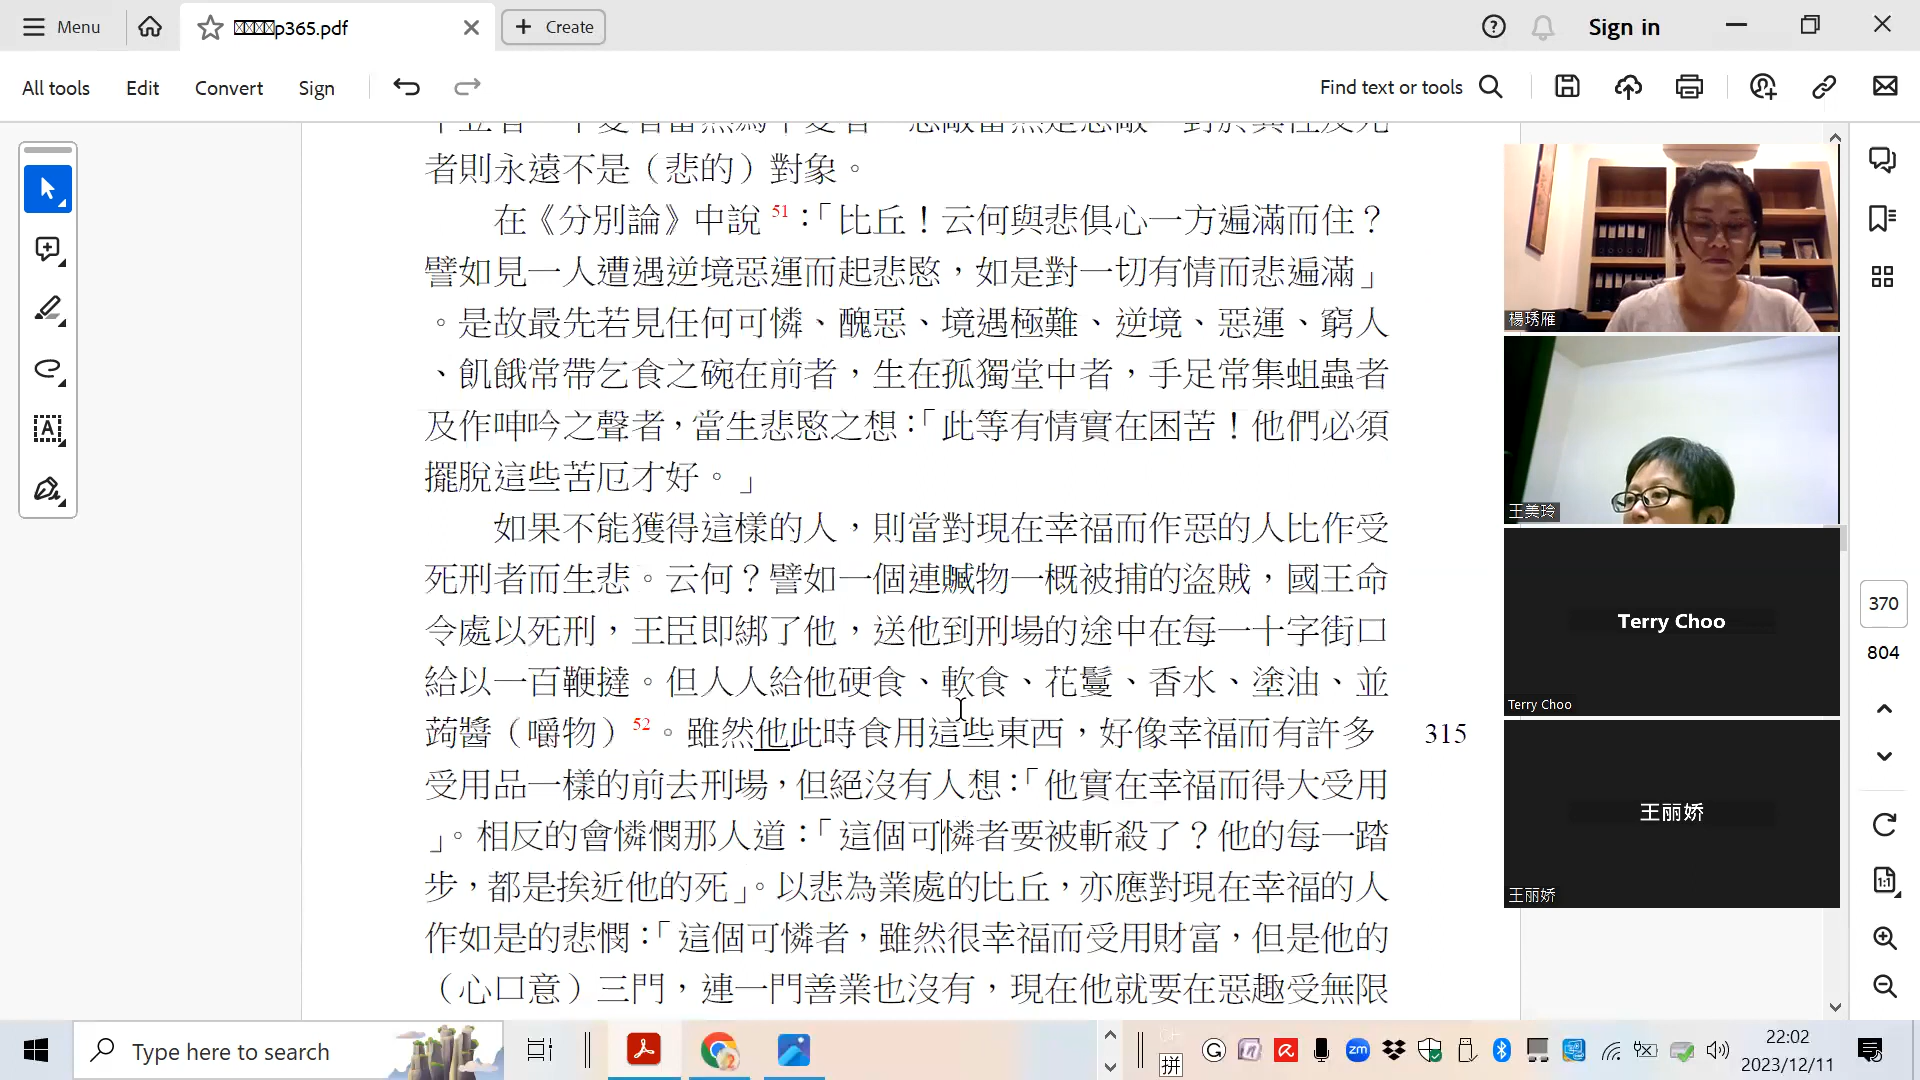 Menu
p365.pdf
Create
Sign in
All tools
Edit
Convert
Sign
Find text or tools
者則永遠不是（悲的）對象。
在《分別論》中說51：「比丘！云何與悲俱心一方遍滿而住？
譬如見一人遭遇逆境惡運而起悲愍，如是對一切有情而悲遍滿」
。是故最先若見任何可憐、醜惡、境遇極難、逆境、惡運、窮人
、飢餓常帶乞食之碗在前者，生在孤獨堂中者，手足常集蛆蟲者
及作呻吟之聲者，當生悲愍之想：「此等有情實在困苦！他們必須
擺脫這些苦厄才好。」
如果不能獲得這樣的人，則當對現在幸福而作惡的人比作受
死刑者而生悲。云何？譬如一個連贓物一概被捕的盜賊，國王命
令處以死刑，王臣即綁了他，送他到刑場的途中在每一十字街口
給以一百鞭撻。但人人給他硬食、軟食、花鬘、香水、塗油、並
蒟醬（嚼物）52。雖然他此時食用這些東西，好像幸福而有許多
315
受用品一樣的前去刑場，但絕沒有人想：「他實在幸福而得大受用
」。相反的會憐憫那人道：「這個可憐者要被斬殺了？他的每一踏
步，都是挨近他的死」。以悲為業處的比丘，亦應對現在幸福的人
作如是的悲憫：「這個可憐者，雖然很幸福而受用財富，但是他的
（心口意）三門，連一門善業也沒有，現在他就要在惡趣受無限
楊琇雁
王美玲
Terry Choo
Terry Choo
王丽娇
王丽娇
370
804
1:1
Type here to search
zm
拼
22:02
2023/12/11